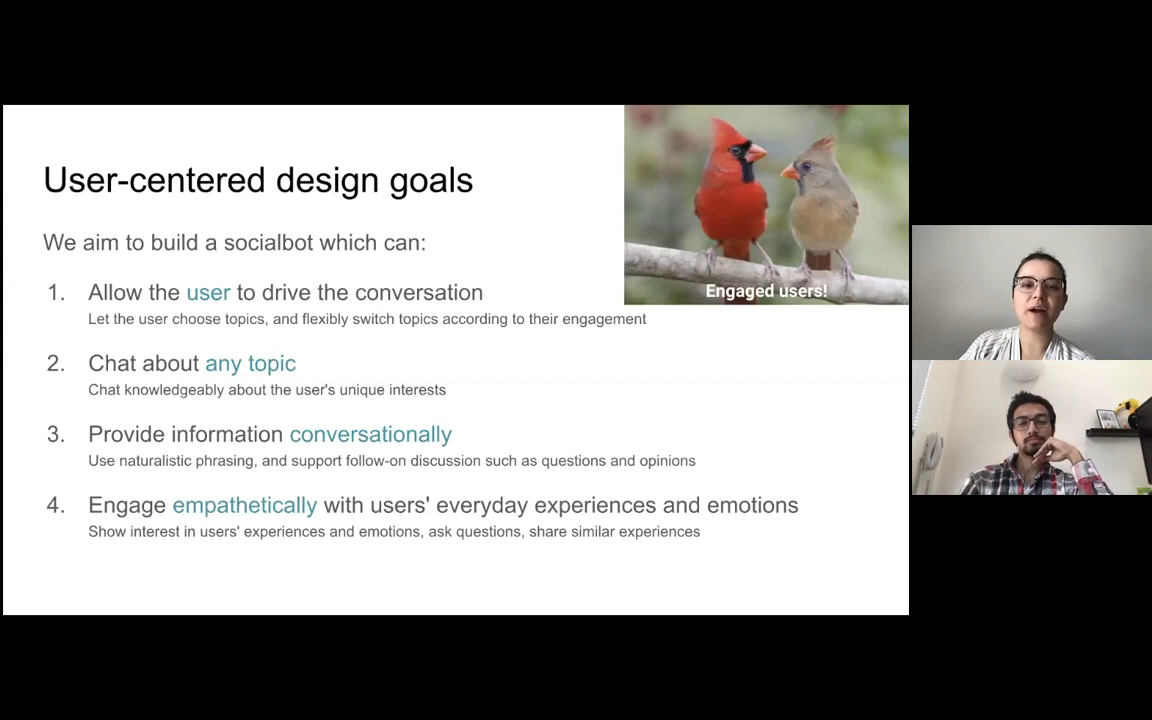 User-centered design goals
We aim to build a socialbot which can:
1. Allow the user to drive the conversation
Let the user choose topics, and flexibly switch topics according to their engagement
2. Chat about any topic
Chat knowledgeably about the user's unique interests
3. Provide information conversationally
Use naturalistic phrasing, and support follow-on discussion such as questions and opinions
4. Engage empathetically with users' everyday experiences and emotions
Show interest in users' experiences and emotions, ask questions, share similar experiences
Engaged users!